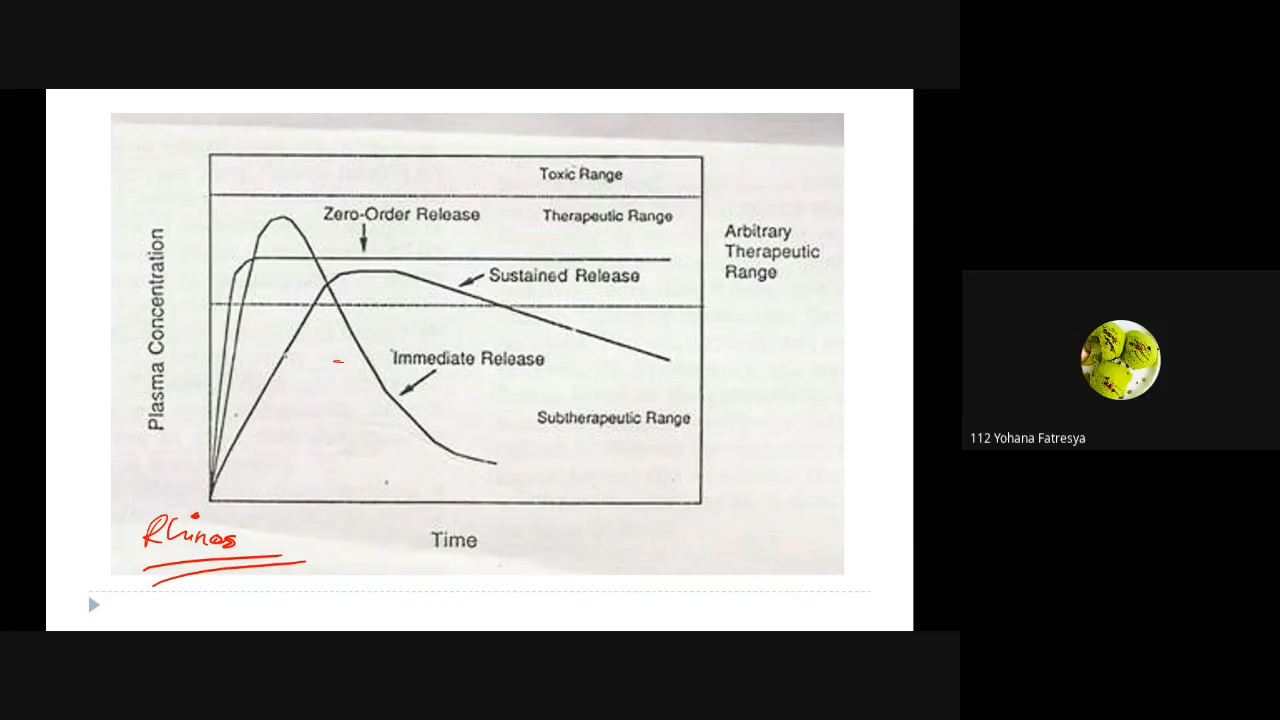 Toxic Range
Zero-Order Release
Therapeutic Range
Arbitrary
Therapeutic
Range
Sustained Release
Plasma Concentration
Immediate Release
Subtherapeutic Range
Rhinos
Time
112 Yohana Fatresya